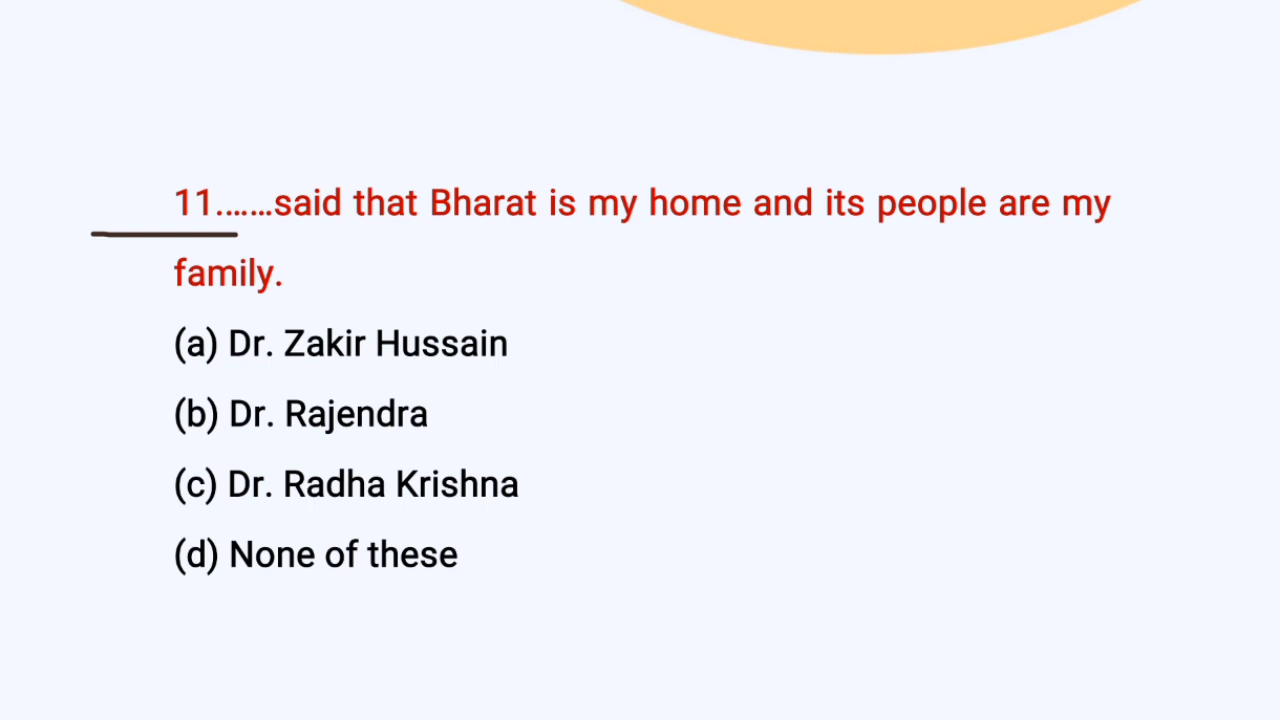 11.......said that Bharat is my home and its people are my
family.
(a) Dr. Zakir Hussain
(b) Dr. Rajendra
(c) Dr. Radha Krishna
(d) None of these